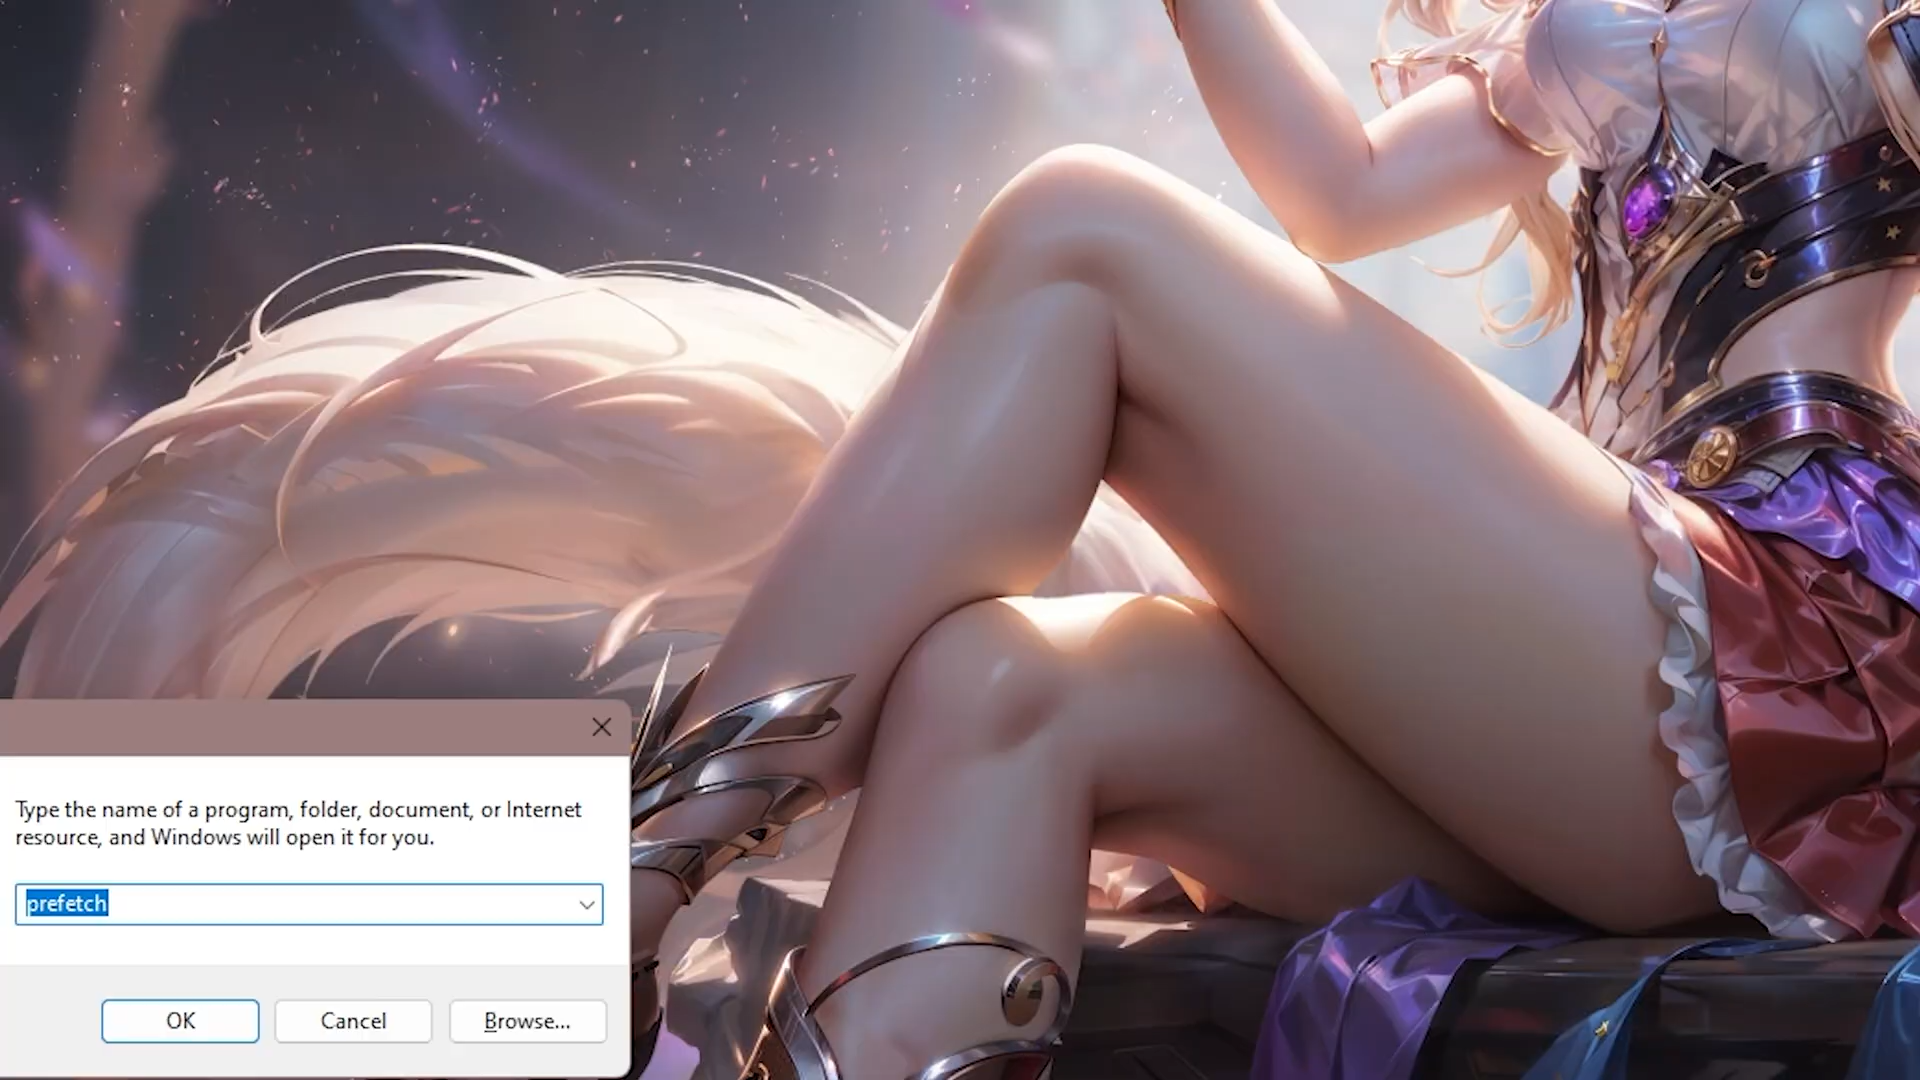 Type the name of a program, folder, document, or Internet
resource, and Windows will open it for you.
prefetch
OK
Cancel
Browse...